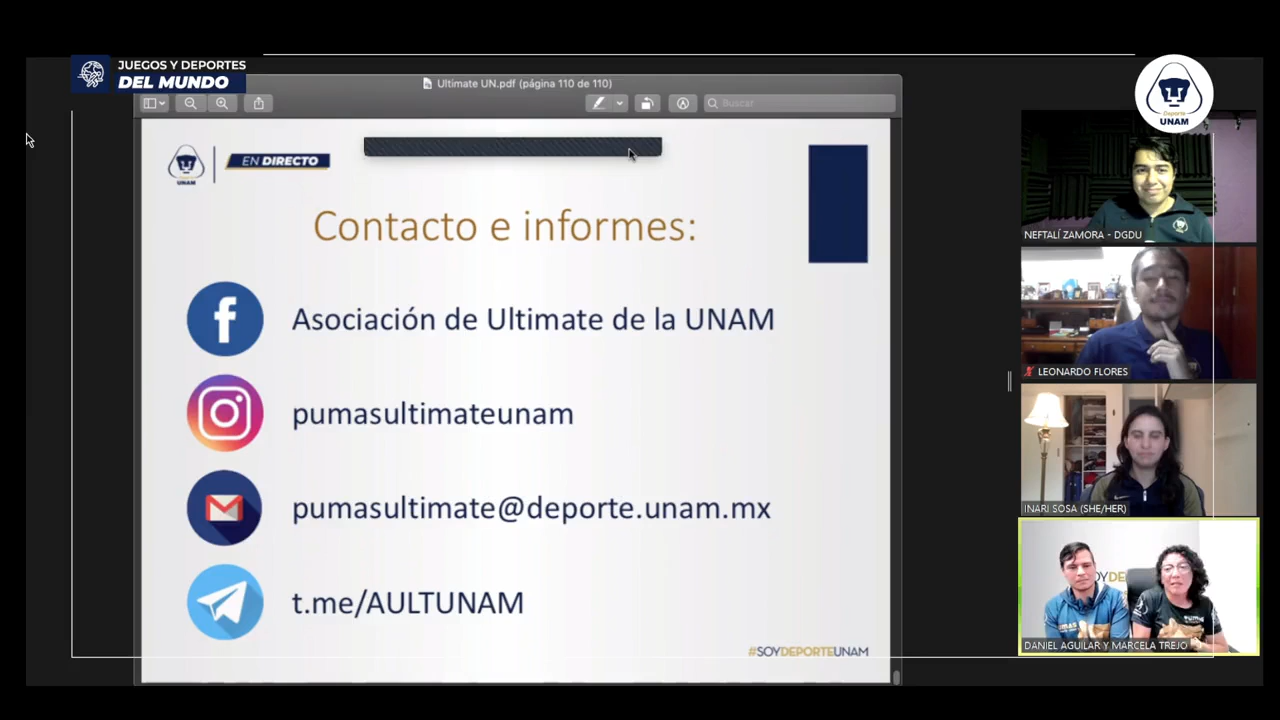 JUEGOS Y DEPORTES
DEL MUNDO
Ultimate UN.pdf (página 110 de 110)
Buscar
Deporte
UNAM
UNAM
EN DIRECTO
Contacto e informes:
Asociación de Ultimate de la UNAM
pumasultimateunam
pumasultimate@deporte.unam.mx
t.me/AULTUNAM
#SOYDEPORTEUNAM
NEFTALÍ ZAMORA - DGDU
LEONARDO FLORES
INARI SOSA (SHE/HER)
DANIEL AGUILAR Y MARCELA TREJO